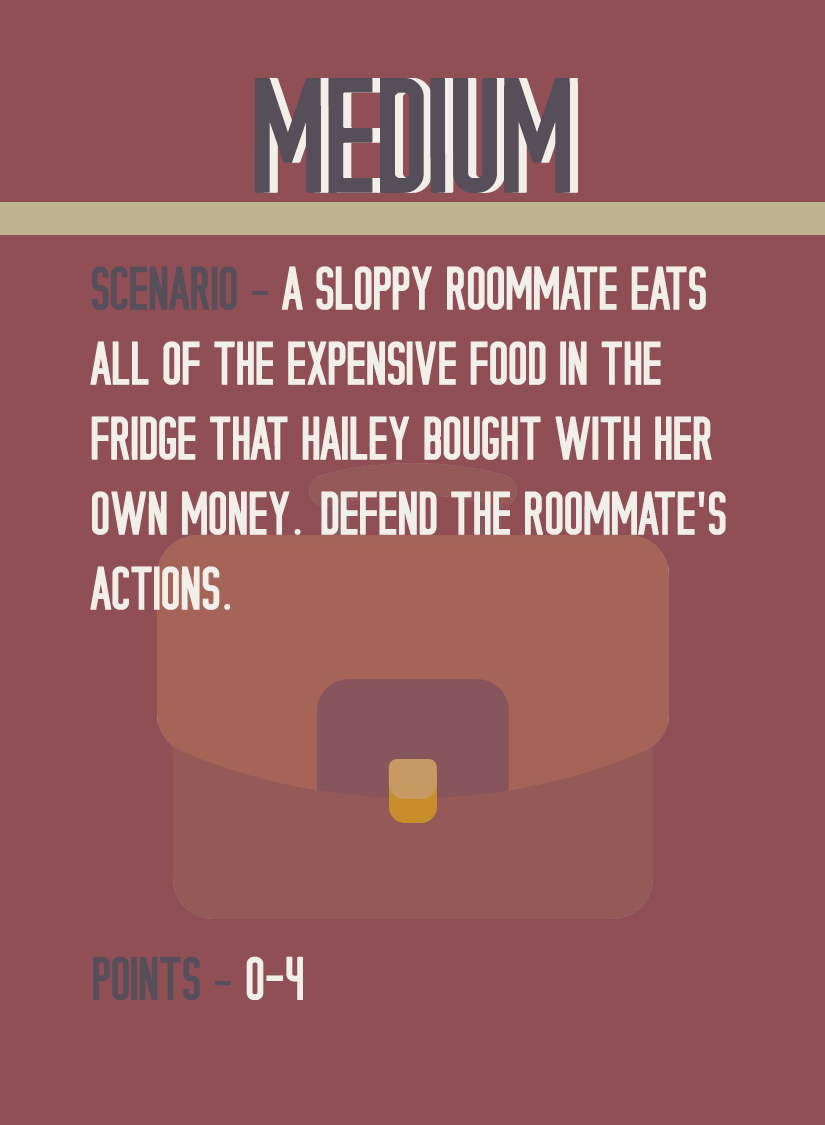 MEDIUM
SCENARIO - A SLOPPY ROOMMATE EATS
ALL OF THE EXPENSIVE FOOD IN THE
FRIDGE THAT HAILEY BOUGHT WITH HER
OWN MONEY. DEFEND THE ROOMMATE'S
ACTIONS.
POINTS - 0-4